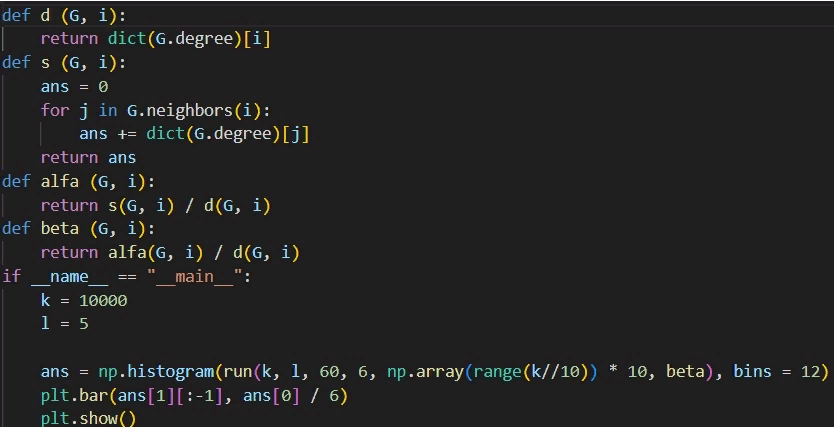 def d (G, i):
    return dict(G.degree)[i]
def s (G, i):
    ans = 0
    for j in G.neighbors(i):
        ans += dict(G.degree)[j]
    return ans
def alfa (G, i):
    return s(G, i) / d(G, i)
def beta (G, i):
    return alfa(G, i) / d(G, i)
if __name__ == "__main__":
    k = 10000
    l = 5

    ans = np.histogram(run(k, l, 60, 6, np.array(range(k//10)) * 10, beta), bins = 12)
    plt.bar(ans[1][:-1], ans[0] / 6)
    plt.show()